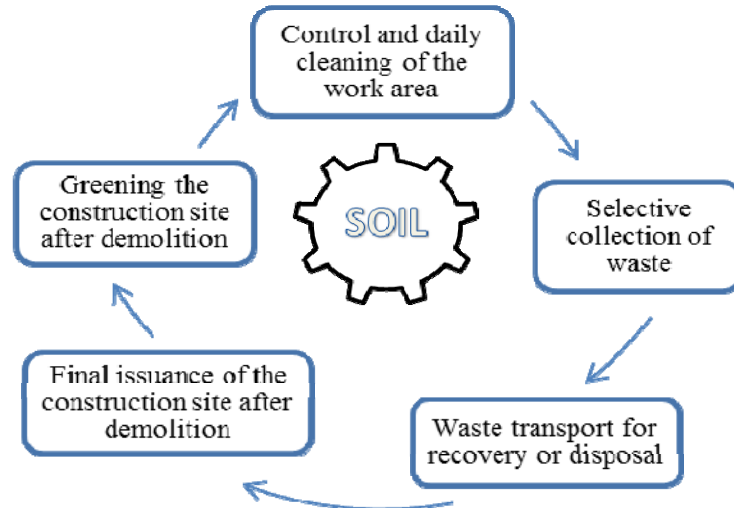 Control and daily
cleaning of the
work area
Greening the
construction site
after demolition
SOIL
Selective
collection of
waste
Final issuance of the
construction site after
demolition
Waste transport for
recovery or disposal